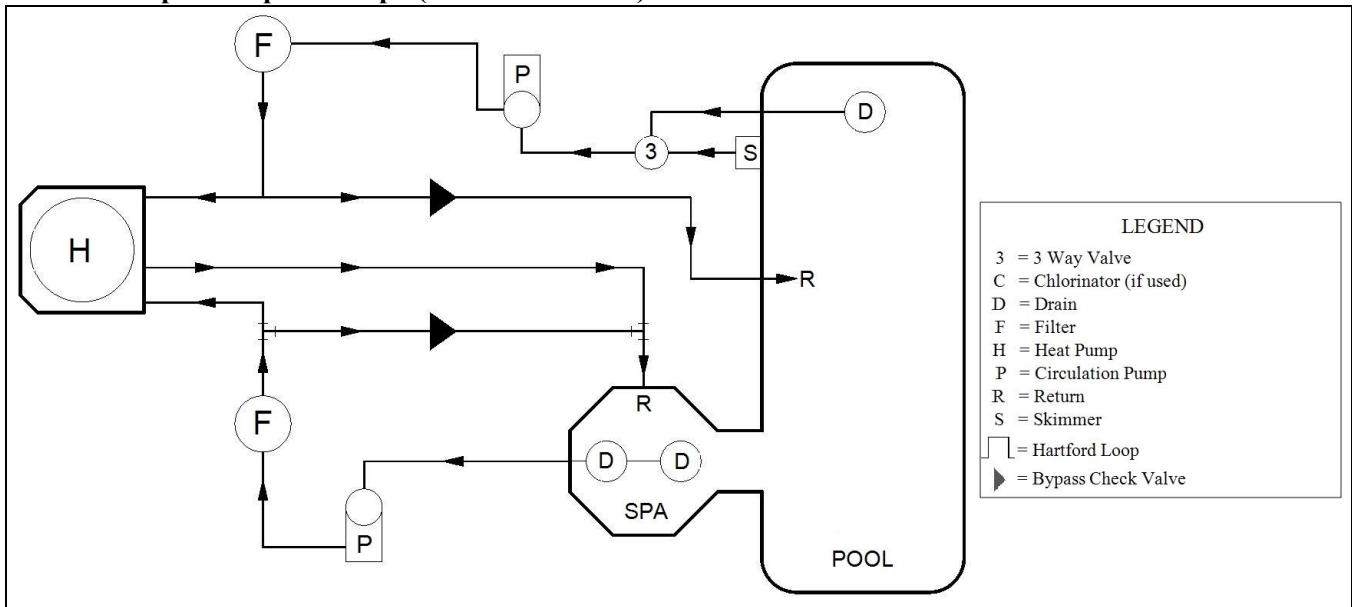 F
P
D
3
S
H
R
LEGEND
3 = 3 Way Valve
C = Chlorinator (if used)
D = Drain
F = Filter
H = Heat Pump
P = Circulation Pump
R = Return
S = Skimmer
= Hartford Loop
= Bypass Check Valve
F
R
D D
SPA
P
POOL